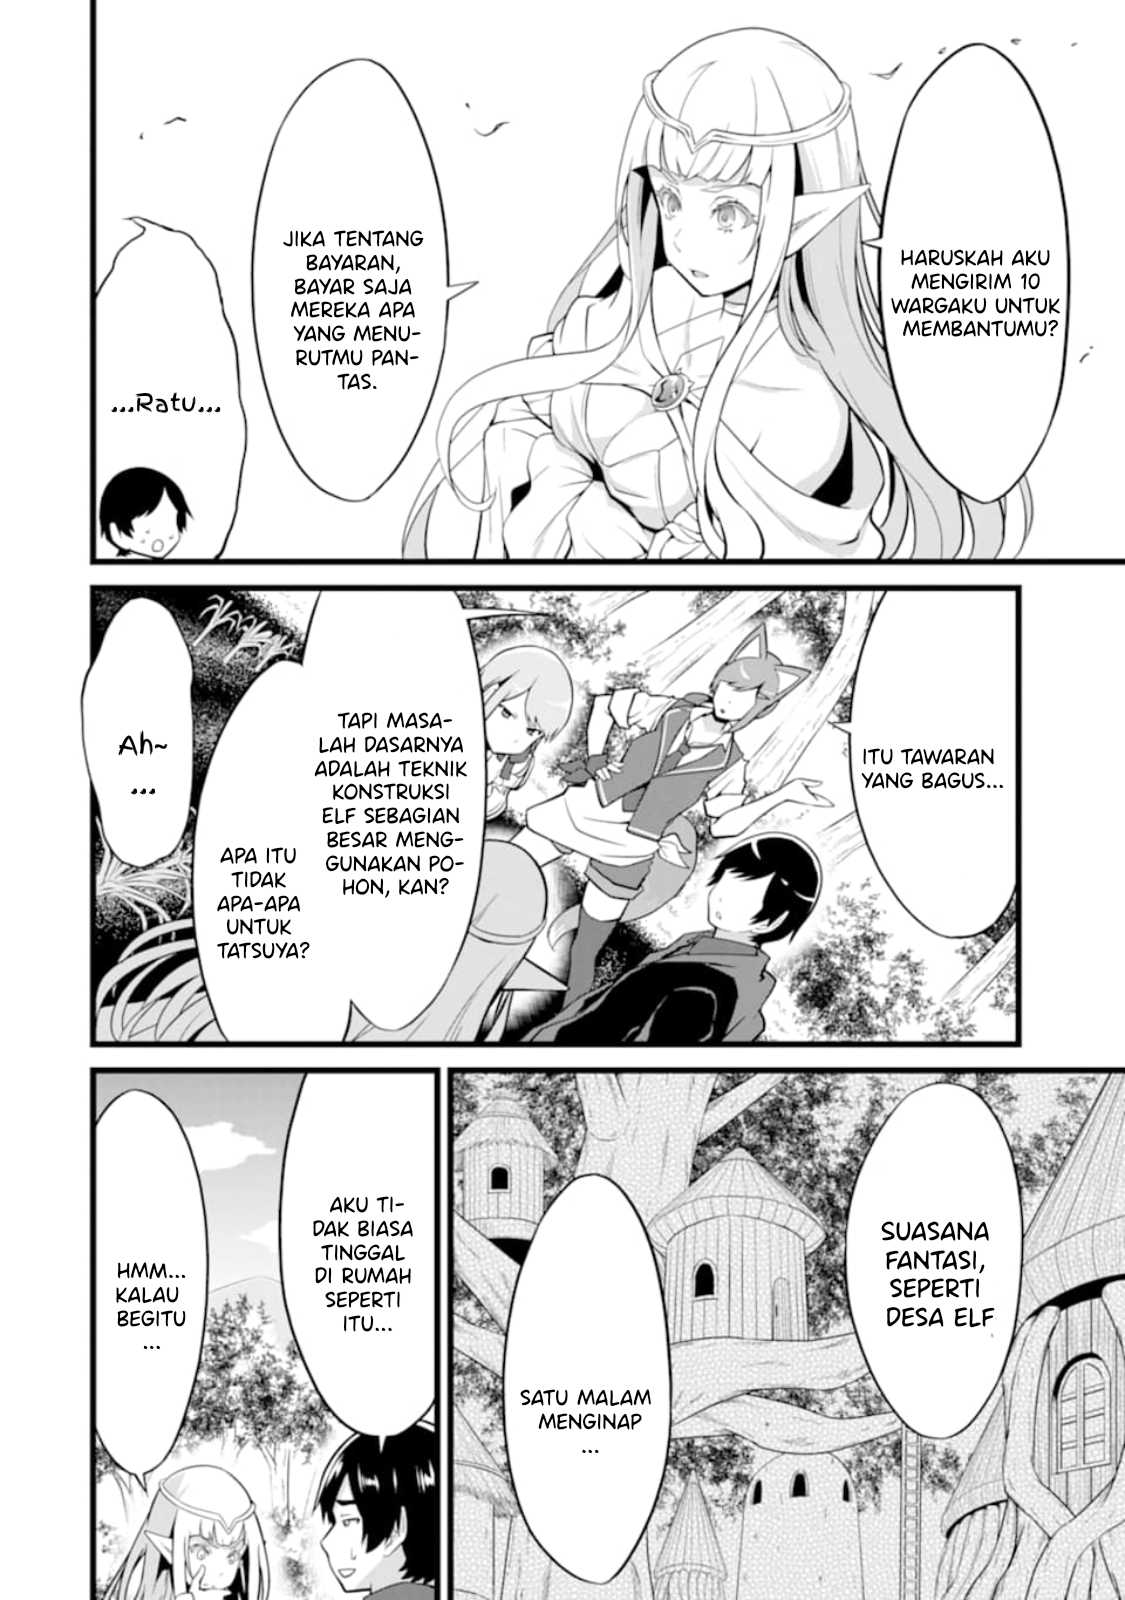 HARUSKAH AKU
MENGIRIM 10
WARGAKU UNTUK
MEMBANTUMU?
JIKA TENTANG
BAYARAN,
BAYAR SAJA
MEREKA APA
YANG MENU-
RUTMU PAN-
TAS.
...Ratu...
ITU TAWARAN
YANG BAGUS...
TAPI MASA-
LAH DASARNYA
ADALAH TEKNIK
KONSTRUKSI
ELF SEBAGIAN
BESAR MENG-
GUNAKAN PO-
HON, KAN?
APA ITU
TIDAK
APA-APA
UNTUK
TATSUYA?
Ah~
...
SUASANA
FANTASI,
SEPERTI
DESA ELF
SATU MALAM
MENGINAP
...
AKU TI-
DAK BIASA
TINGGAL
DI RUMAH
SEPERTI
ITU...
HMM...
KALAU
BEGITU
...